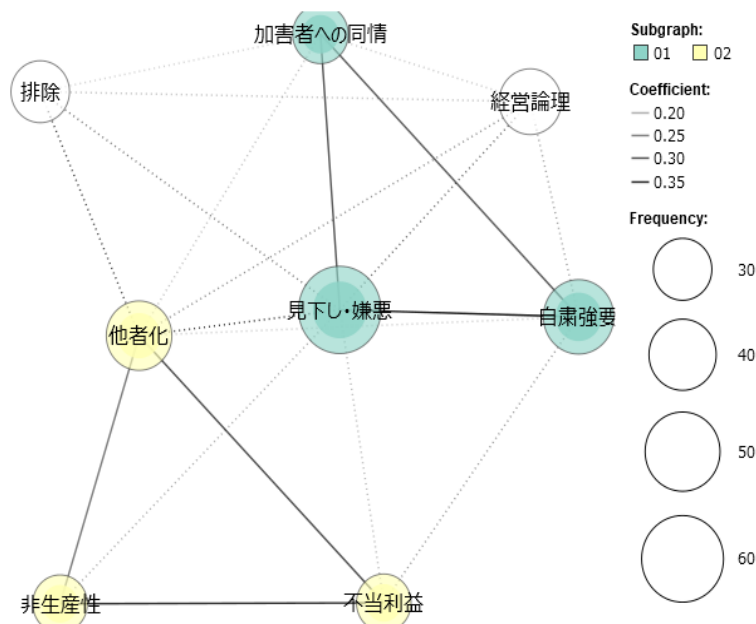 加害者への同情
排除
経営論理
見下し・嫌悪
自粛強要
他者化
非生産性
不当利益
Subgraph:
01 02
Coefficient:
0.20
0.25
0.30
0.35
Frequency:
30
40
50
60